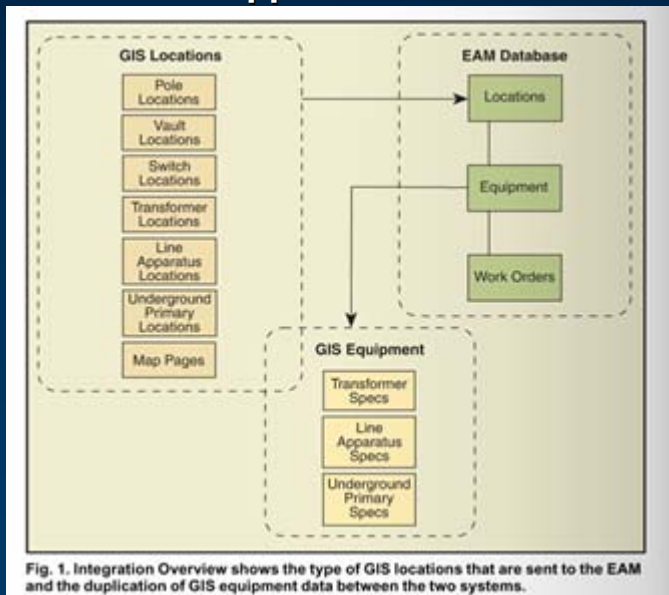 GIS Locations
Pole
Locations
Vault
Locations
Switch
Locations
Transformer
Locations
Line
Apparatus
Locations
Underground
Primary
Locations
Map Pages
EAM Database
Locations
Equipment
Work Orders
GIS Equipment
Transformer
Specs
Line
Apparatus
Specs
Underground
Primary
Specs
Fig. 1. Integration Overview shows the type of GIS locations that are sent to the EAM
and the duplication of GIS equipment data between the two systems.